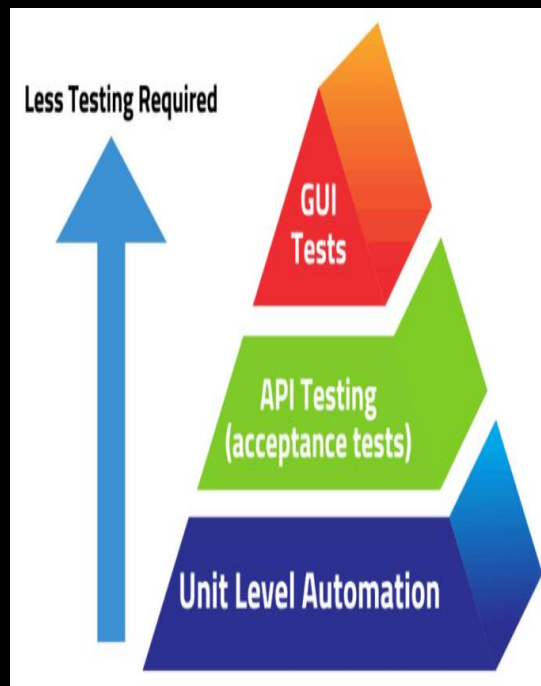 Less Testing Required
GUI
Tests
API Testing
(acceptance tests)
Unit Level Automation